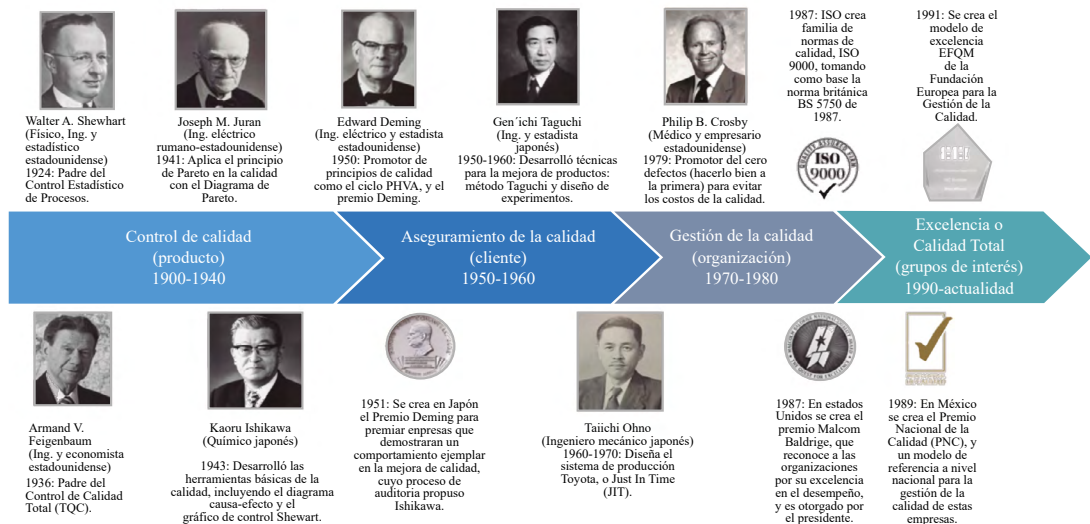 Walter A. Shewhart
(Físico, Ing. y
estadístico
estadounidense)
1924: Padre del
Control Estadístico
de Procesos.
Joseph M. Juran
(Ing. eléctrico
rumano-estadounidense)
1941: Aplica el principio
de Pareto en la calidad
con el Diagrama de
Pareto.
Edward Deming
(Ing. eléctrico y estadista
estadounidense)
1950: Promotor de
principios de calidad
como el ciclo PHVA, y el
premio Deming.
Gen´ichi Taguchi
(Ing. y estadista
japonés)
1950-1960: Desarrolló técnicas
para la mejora de productos:
método Taguchi y diseño de
experimentos.
Philip B. Crosby
(Médico y empresario
estadounidense)
1979: Promotor del cero
defectos (hacerlo bien a
la primera) para evitar
los costos de la calidad.
1987: ISO crea
familia de
normas de
calidad, ISO
9000, tomando
como base la
norma británica
BS 5750 de
1987.
QUALITY ASSURED FIRM
ISO
9000
1991: Se crea el
modelo de
excelencia
EFQM
de la
Fundación
Europea para la
Gestión de la
Calidad.
Control de calidad
(producto)
1900-1940
Aseguramiento de la calidad
(cliente)
1950-1960
Gestión de la calidad
(organización)
1970-1980
Excelencia o
Calidad Total
(grupos de interés)
1990-actualidad
Armand V.
Feigenbaum
(Ing. y economista
estadounidense)
1936: Padre del
Control de Calidad
Total (TQC).
Kaoru Ishikawa
(Químico japonés)
1943: Desarrolló las
herramientas básicas de la
calidad, incluyendo el diagrama
causa-efecto y el
gráfico de control Shewart.
1951: Se crea en Japón
el Premio Deming para
premiar enpresas que
demostraran un
comportamiento ejemplar
en la mejora de calidad,
cuyo proceso de
auditoria propuso
Ishikawa.
Taiichi Ohno
(Ingeniero mecánico japonés)
1960-1970: Diseña el
sistema de producción
Toyota, o Just In Time
(JIT).
1987: En estados
Unidos se crea el
premio Malcom
Baldrige, que
reconoce a las
organizaciones
por su excelencia
en el desempeño,
y es otorgado por
el presidente.
1989: En México
se crea el Premio
Nacional de la
Calidad (PNC), y
un modelo de
referencia a nivel
nacional para la
gestión de la
calidad de estas
empresas.